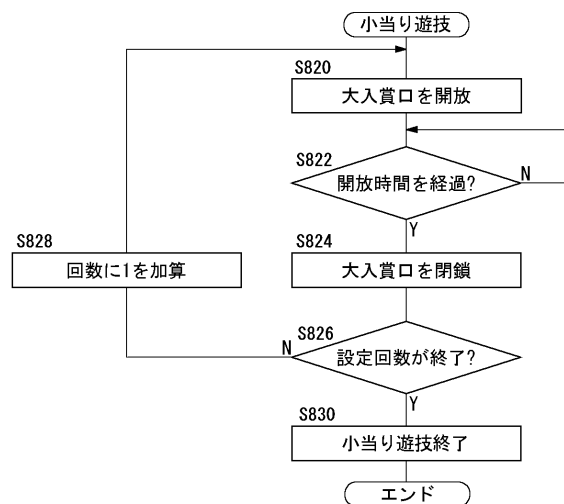 小当り遊技
S820
大入賞口を開放
S822
開放時間を経過?
N
Y
S824
大入賞口を閉鎖
S828
回数に1を加算
S826
設定回数が終了?
N
Y
S830
小当り遊技終了
エンド